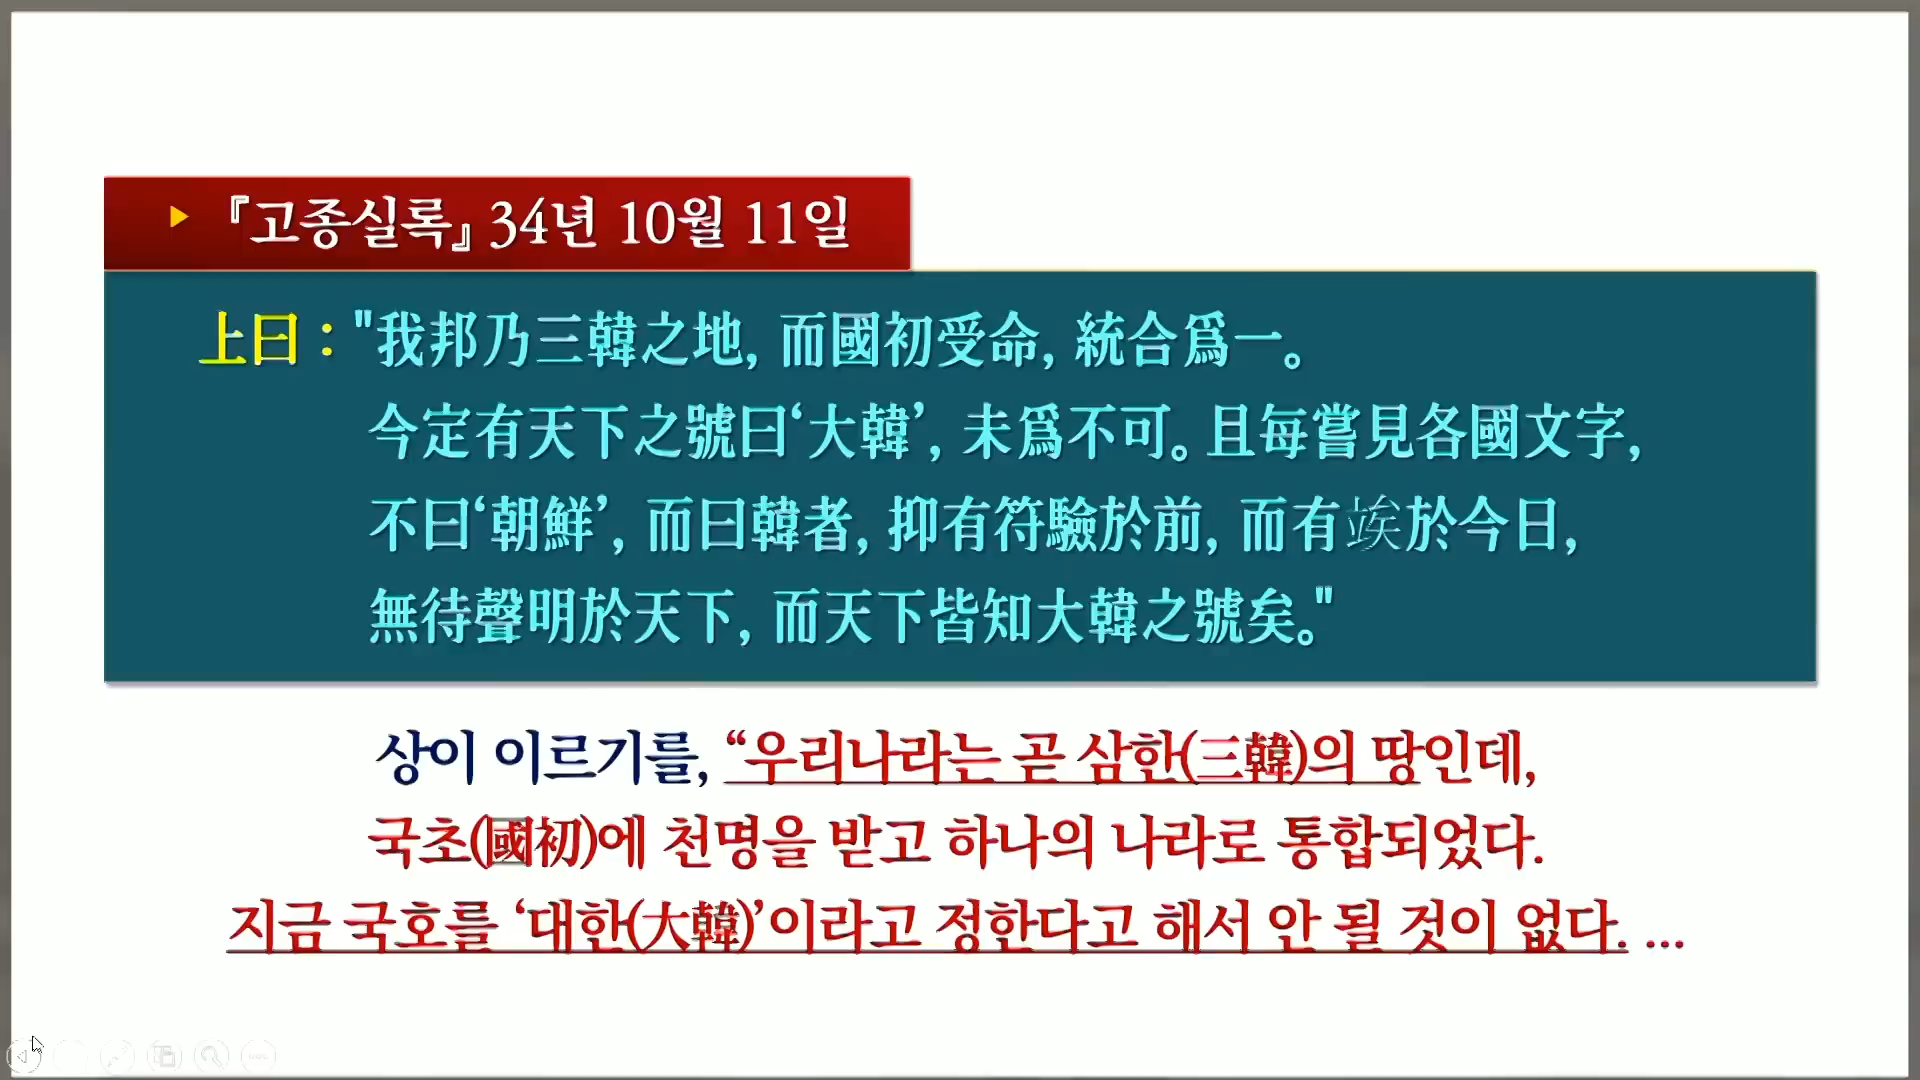 ▶ 『고종실록』 34년 10월 11일
上曰 : "我邦乃三韓之地, 而國初受命, 統合爲一。
今定有天下之號曰‘大韓’, 未爲不可。且每嘗見各國文字,
不曰‘朝鮮’, 而曰韓者, 抑有符驗於前, 而有竢於今日,
無待聲明於天下, 而天下皆知大韓之號矣。"
상이 이르기를, “우리나라는 곧 삼한(三韓)의 땅인데,
국초(國初)에 천명을 받고 하나의 나라로 통합되었다.
지금 국호를 ‘대한(大韓)’이라고 정한다고 해서 안 될 것이 없다. ...